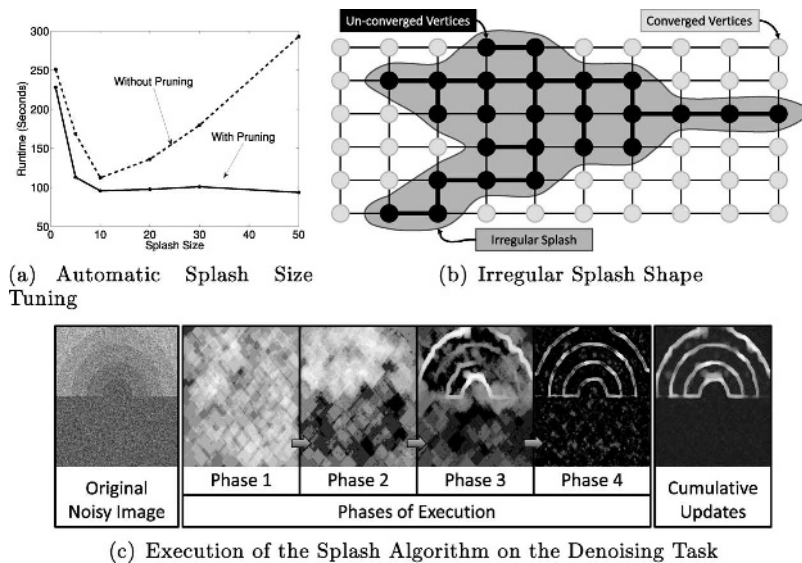 Without Pruning
With Pruning
Runtime (Seconds)
300
250
200
150
100
50
0
0
10
20
30
40
50
Splash Size
(a) Automatic Splash Size
Tuning
Un-converged Vertices
Converged Vertices
Irregular Splash
(b) Irregular Splash Shape
Original
Noisy Image
Phase 1
Phase 2
Phase 3
Phase 4
Phases of Execution
Cumulative
Updates
(c) Execution of the Splash Algorithm on the Denoising Task